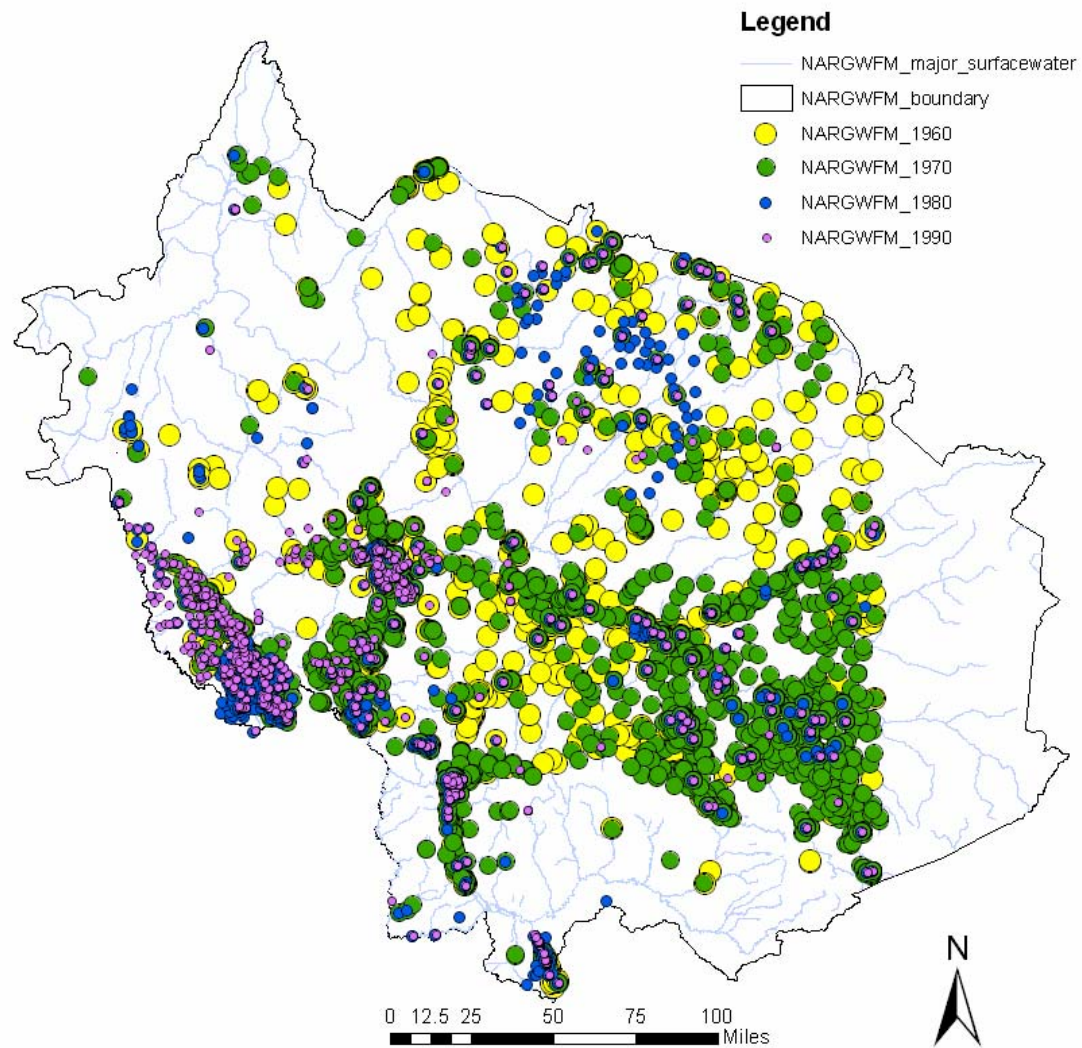 Legend
NARGWFM_major_surfacewater
NARGWFM_boundary
NARGWFM_1960
NARGWFM_1970
NARGWFM_1980
NARGWFM_1990
N
0 12.5 25 50 75 100
Miles